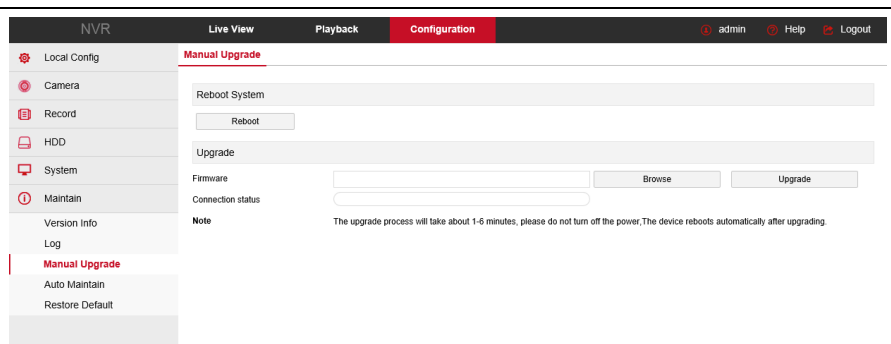 NVR Live View Playback Configuration admin Help Logout
Local Config
Camera
Record
HDD
System
Maintain
Version Info
Log
Manual Upgrade
Auto Maintain
Restore Default
Manual Upgrade
Reboot System
Reboot
Upgrade
Firmware Browse Upgrade
Connection status
Note The upgrade process will take about 1-6 minutes, please do not turn off the power,The device reboots automatically after upgrading.